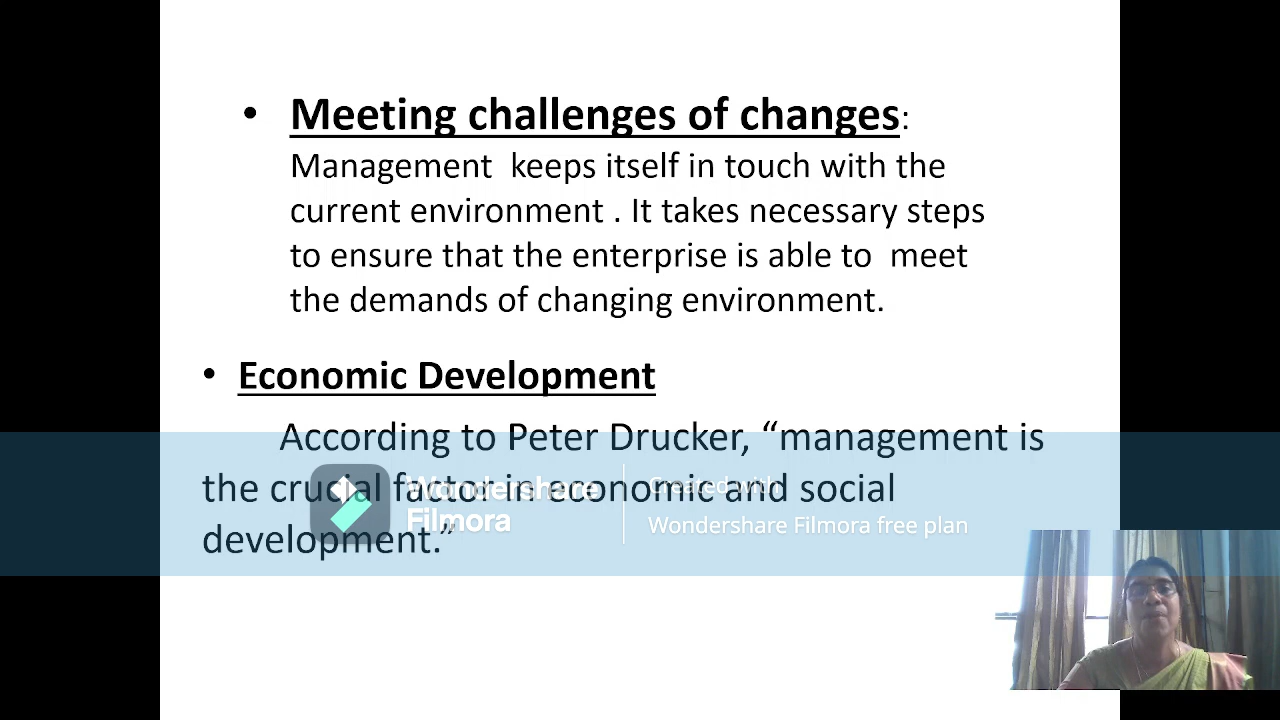 • Meeting challenges of changes:
Management keeps itself in touch with the
current environment . It takes necessary steps
to ensure that the enterprise is able to meet
the demands of changing environment.
• Economic Development
According to Peter Drucker, “management is
the crucial factor in economic and social
development.”
Wondershare
Filmora
Created with
Wondershare Filmora free plan